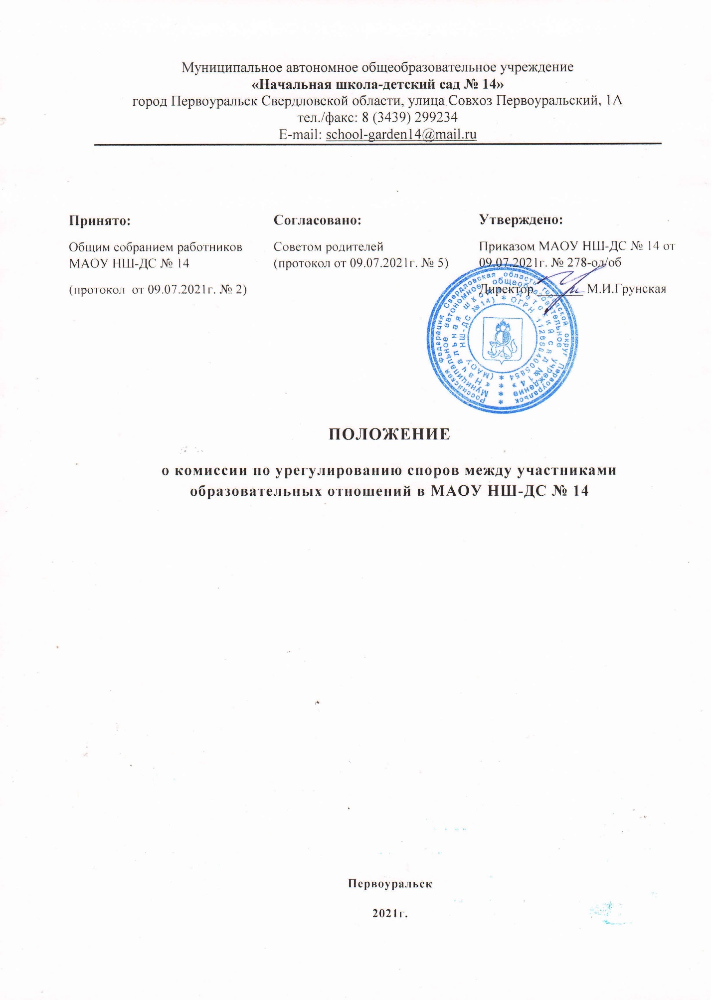 Муниципальное автономное общеобразовательное учреждение
«Начальная школа-детский сад № 14»
город Первоуральск Свердловской области, улица Совхоз Первоуральский, 1А
тел./факс: 8 (3439) 299234
E-mail: school-garden14@mail.ru
Принято:
Общим собранием работников
МАОУ НШ-ДС № 14
(протокол от 09.07.2021г. № 2)
Согласовано:
Советом родителей
(протокол от 09.07.2021г. № 5)
Утверждено:
Приказом МАОУ НШ-ДС № 14 от
09.07.2021г. № 278-од/об
Директор _______ М.И.Грунская
Российская Федерация Свердловская область городской округ Первоуральск *
Муниципальное автономное общеобразовательное учреждение *
«Начальная школа-детский сад №14» *
(МАОУ НШ-ДС №14) * ОГРН
ПОЛОЖЕНИЕ
о комиссии по урегулированию споров между участниками
образовательных отношений в МАОУ НШ-ДС № 14
Первоуральск
2021г.